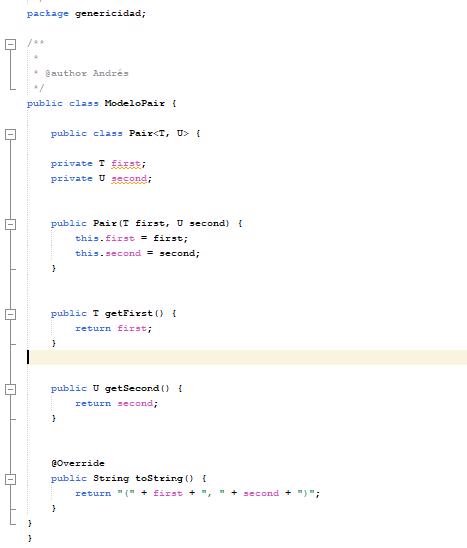 package genericidad;
/**
 *
 * @author Andrés
 */
public class ModeloPair {
    public class Pair<T, U> {
    private T first;
    private U second;
    public Pair(T first, U second) {
        this.first = first;
        this.second = second;
    }
    public T getFirst() {
        return first;
    }
    public U getSecond() {
        return second;
    }
    @Override
    public String toString() {
        return "(" + first + ", " + second + ")";
    }
}
}